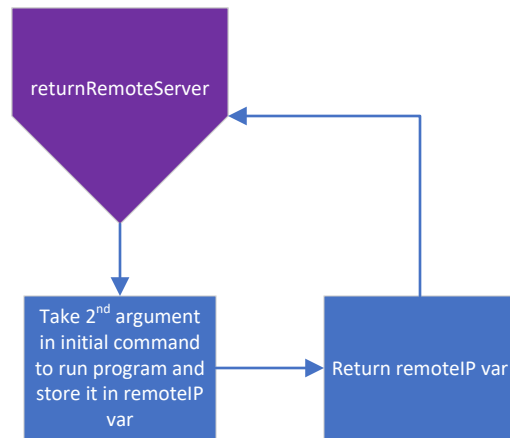 returnRemoteServer
Take 2nd argument
in initial command
to run program and
store it in remoteIP
var
Return remoteIP var